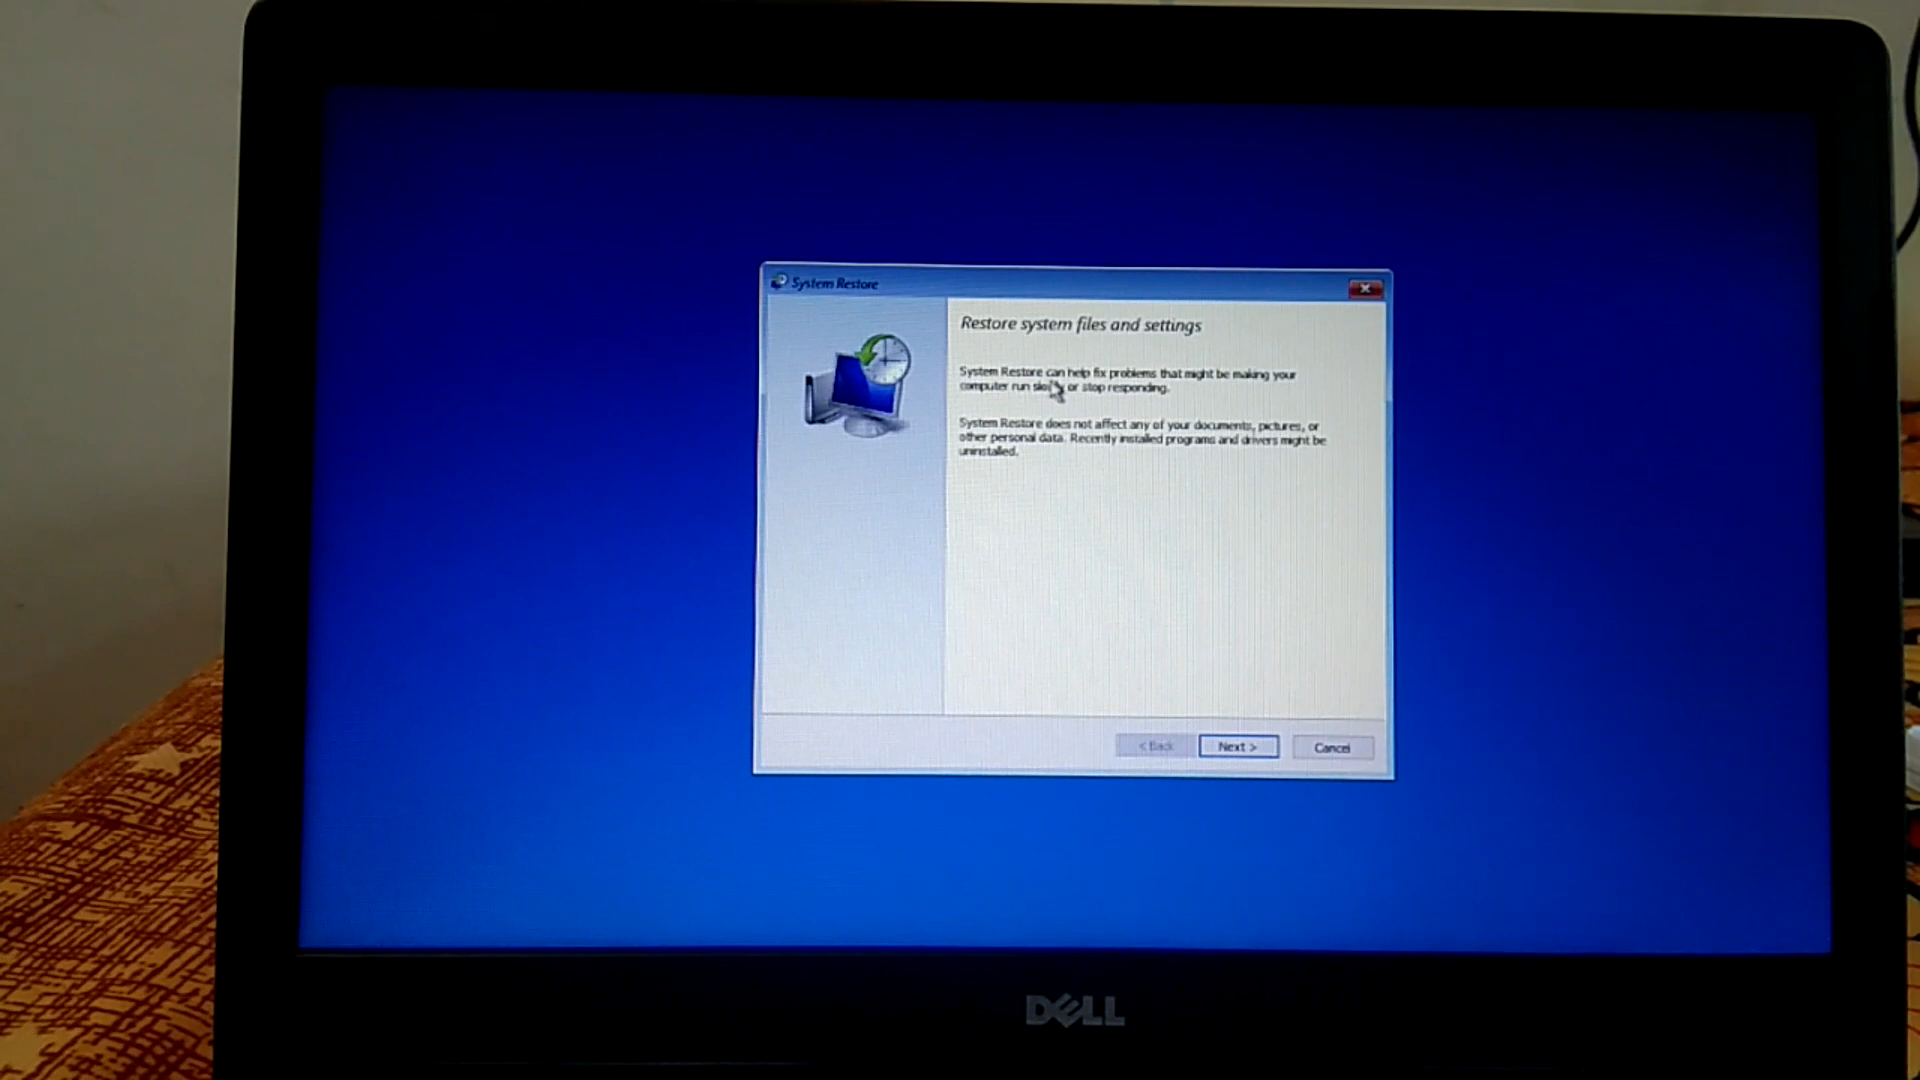 System Restore
Restore system files and settings
System Restore can help fix problems that might be making your
computer run slowly or stop responding.
System Restore does not affect any of your documents, pictures, or
other personal data. Recently installed programs and drivers might be
uninstalled.
< Back
Next >
Cancel
DELL